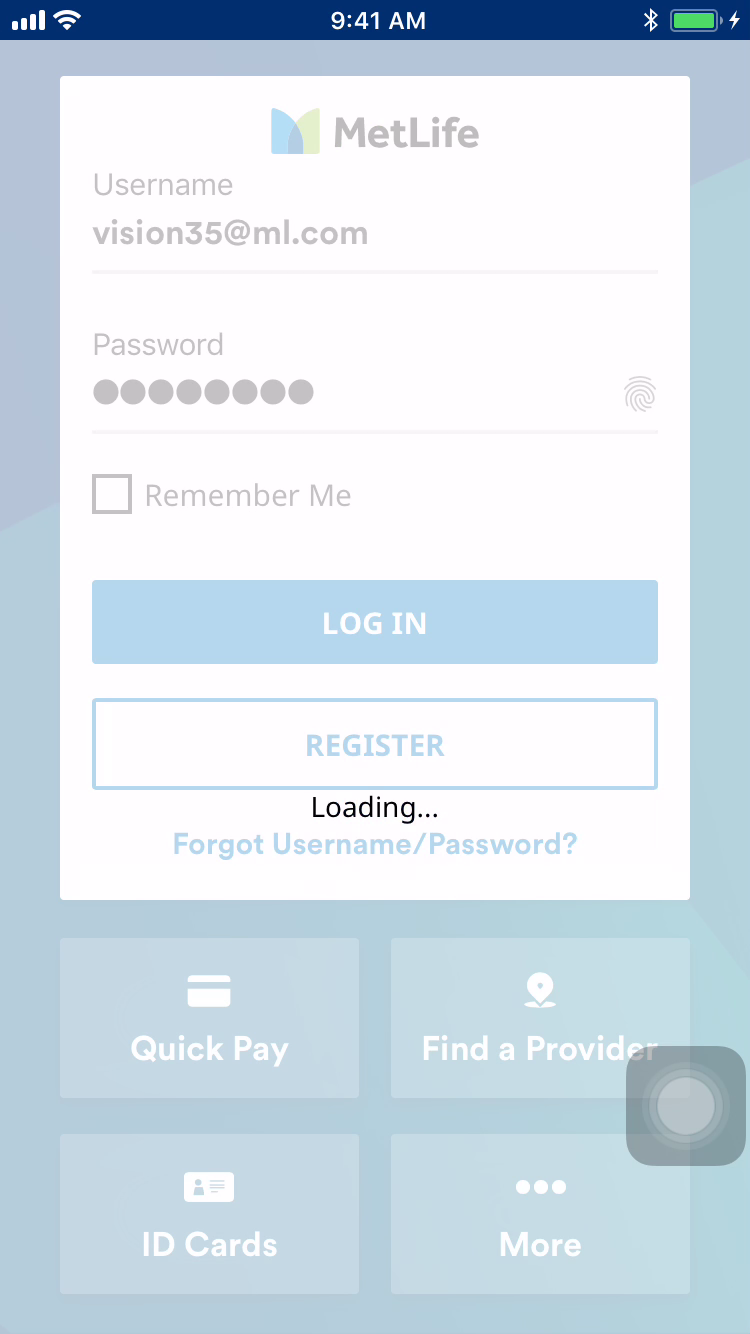 9:41 AM
MetLife
Username
vision35@ml.com
Password
Remember Me
LOG IN
REGISTER
Loading...
Forgot Username/Password?
Quick Pay
Find a Provider
ID Cards
More